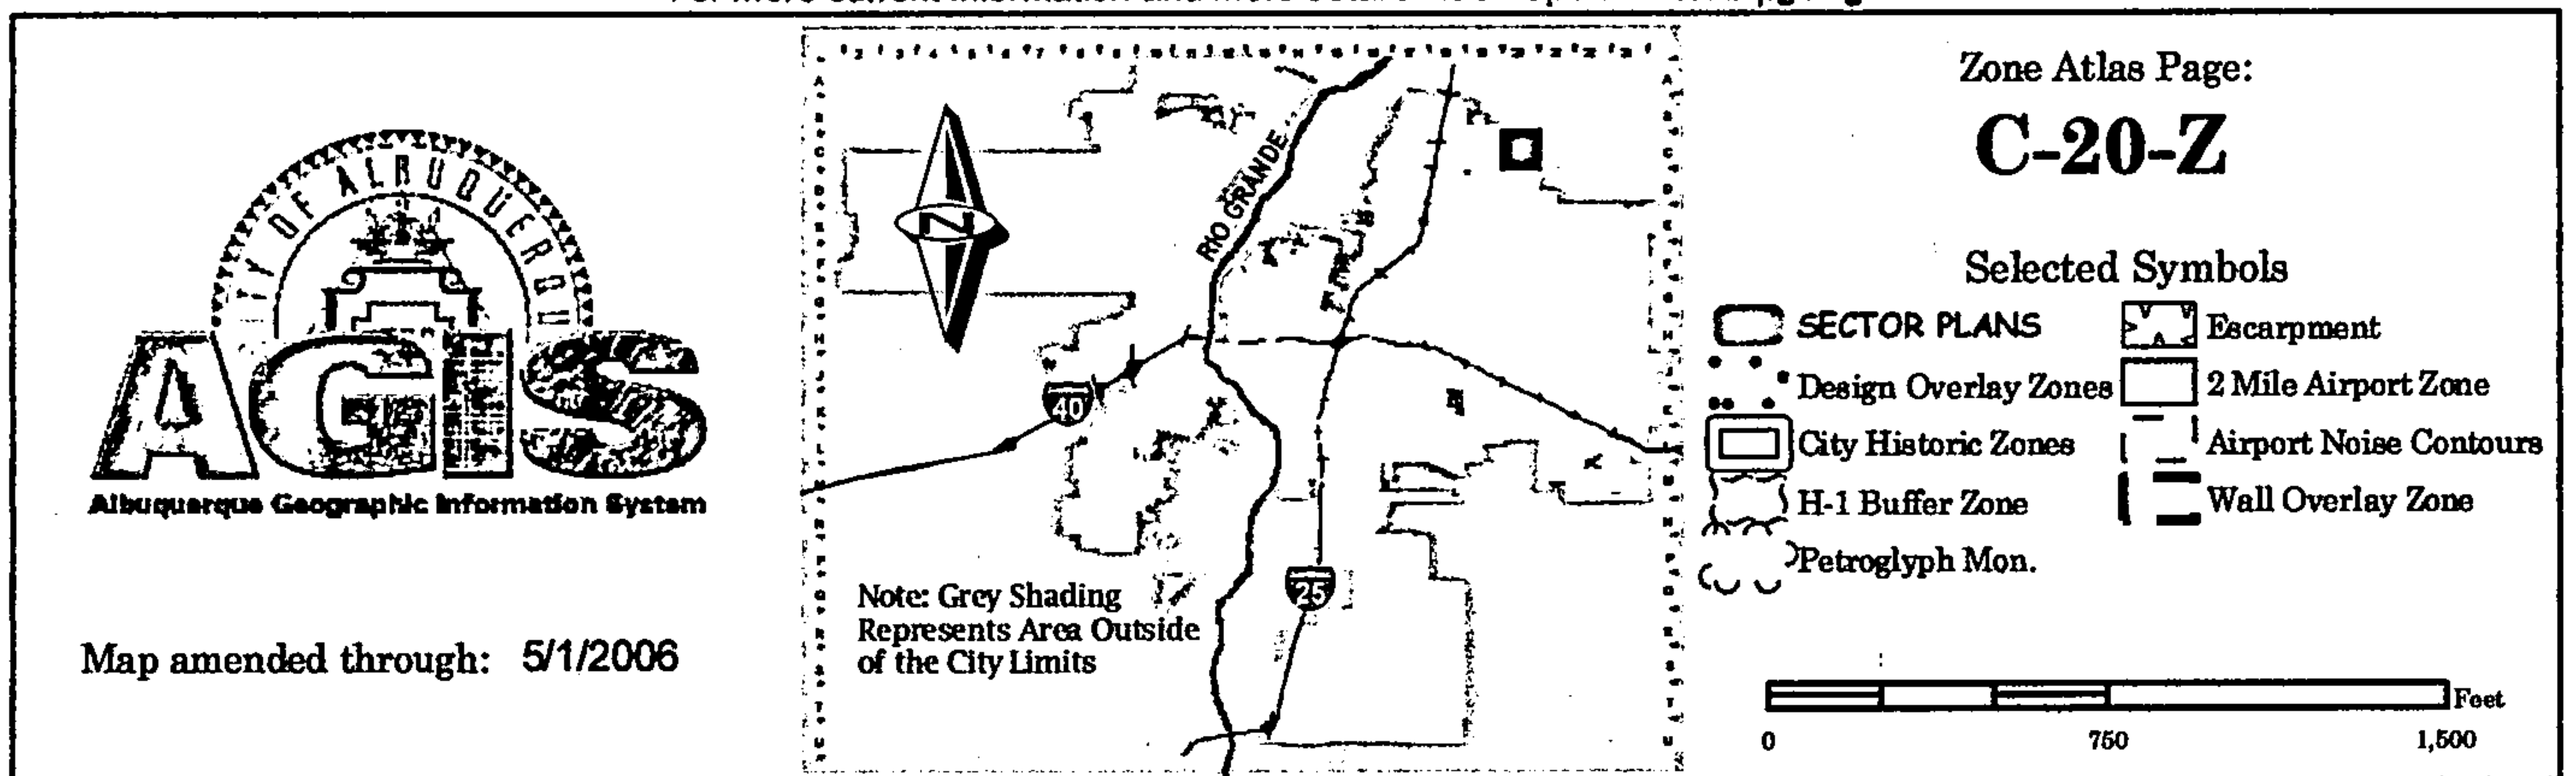 CITY OF ALBUQUERQUE
AGIS
Albuquerque Geographic Information System
Map amended through: 5/1/2006
RIO GRANDE
N
40
25
Note: Grey Shading
Represents Area Outside
of the City Limits
Zone Atlas Page:
C-20-Z
Selected Symbols
SECTOR PLANS
Design Overlay Zones
City Historic Zones
H-1 Buffer Zone
Petroglyph Mon.
Escarpment
2 Mile Airport Zone
Airport Noise Contours
Wall Overlay Zone
Feet
0 750 1,500